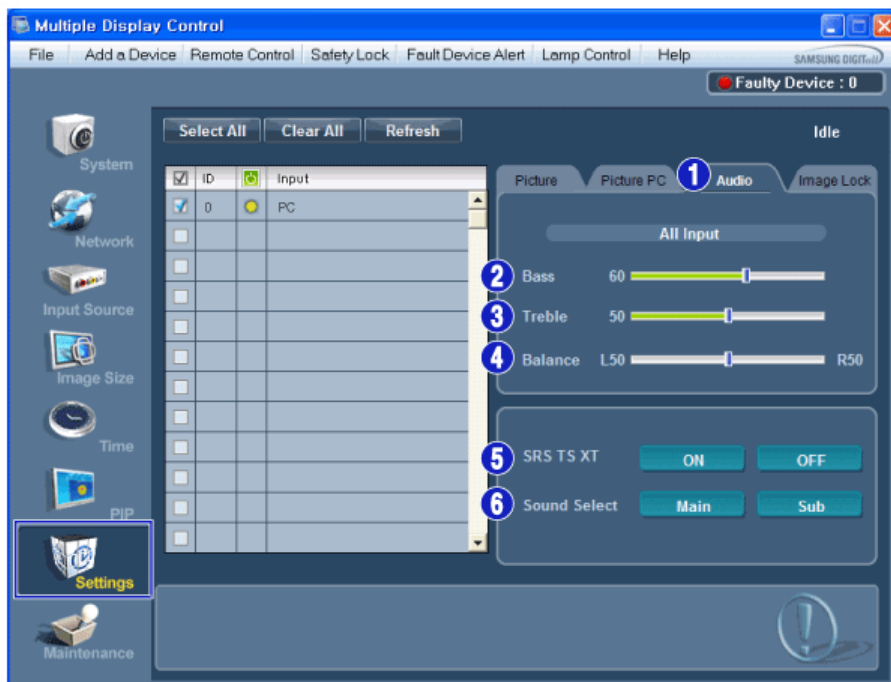 Multiple Display Control
File Add a Device Remote Control Safety Lock Fault Device Alert Lamp Control Help SAMSUNG DIGITall
Faulty Device : 0
Select All Clear All Refresh Idle
System
Network
Input Source
Image Size
Time
PIP
Settings
Maintenance
ID Input
0 PC
Picture Picture PC 1 Audio Image Lock
All Input
2 Bass 60
3 Treble 50
4 Balance L50 R50
5 SRS TS XT ON OFF
6 Sound Select Main Sub